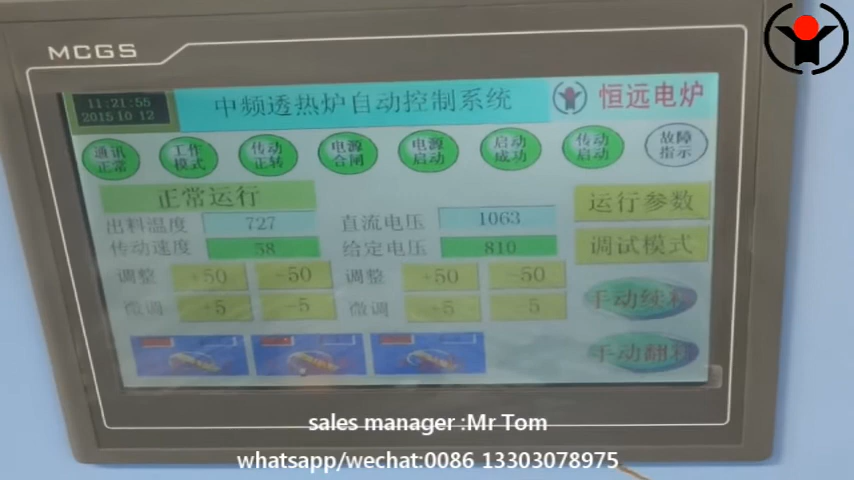 MCGS
11:21:55
2015 10 12
中频透热炉自动控制系统
恒远电炉
通讯正常
工作模式
传动正转
电源合闸
电源启动
启动成功
传动启动
故障指示
正常运行
运行参数
出料温度 727 直流电压 1063
传动速度 58 给定电压 810
调试模式
调整 +50 -50 调整 +50 -50
微调 +5 -5 微调 +5 5
手动续料
手动翻料
sales manager :Mr Tom
whatsapp/wechat:0086 13303078975